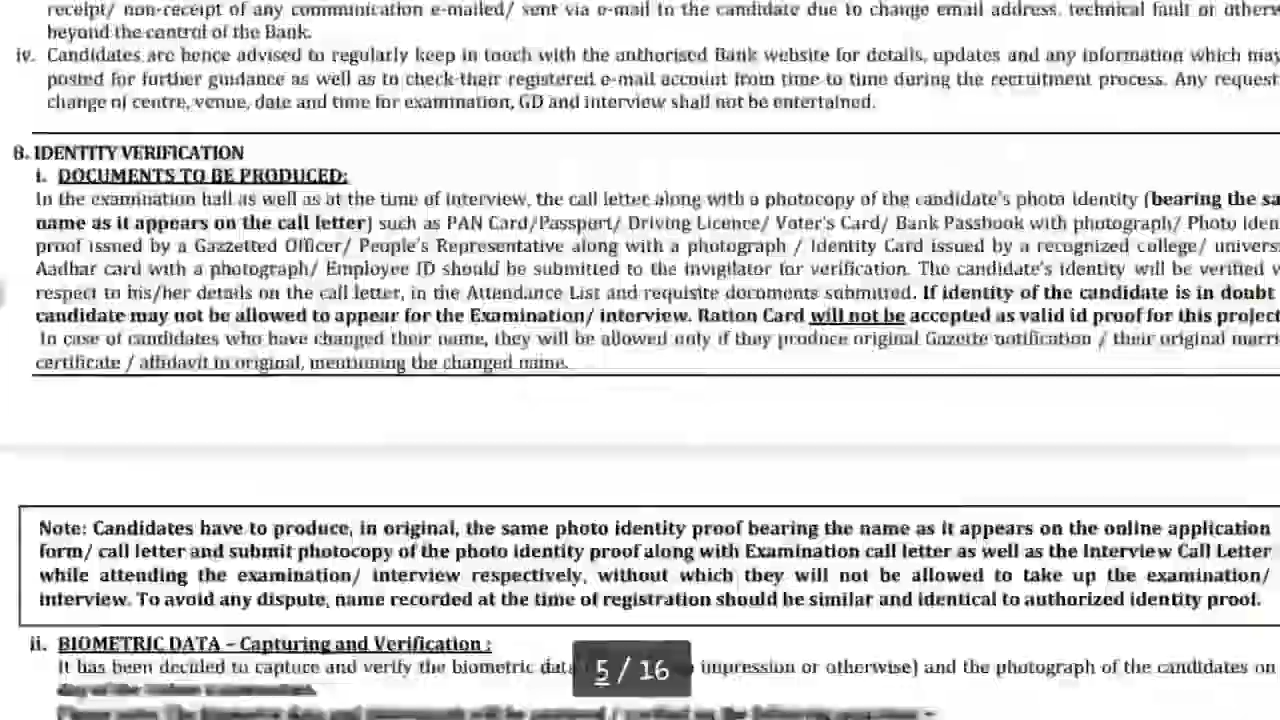 receipt/ non-receipt of any communication e-mailed/ sent via e-mail to the candidate due to change email address, technical fault or otherw
beyond the control of the Bank.
iv. Candidates are hence advised to regularly keep in touch with the authorised Bank website for details, updates and any information which may
posted for further guidance as well as to check their registered e-mail account from time to time during the recruitment process. Any request
change of centre, venue, date and time for examination, GD and interview shall not be entertained.
8. IDENTITY VERIFICATION
i. DOCUMENTS TO BE PRODUCED:
In the examination hall as well as at the time of interview, the call letter along with a photocopy of the candidate's photo identity (bearing the sa
name as it appears on the call letter) such as PAN Card/Passport/ Driving Licence/ Voter's Card/ Bank Passbook with photograph/ Photo iden
proof issued by a Gazzetted Officer/ People's Representative along with a photograph / Identity Card issued by a recognized college/ univers
Aadhar card with a photograph/ Employee ID should be submitted to the invigilator for verification. The candidate's identity will be verified w
respect to his/her details on the call letter, in the Attendance List and requisite documents submitted. If identity of the candidate is in doubt
candidate may not be allowed to appear for the Examination/ interview. Ration Card will not be accepted as valid id proof for this project
In case of candidates who have changed their name, they will be allowed only if they produce original Gazette notification / their original marri
certificate / affidavit in original, mentioning the changed name.
Note: Candidates have to produce, in original, the same photo identity proof bearing the name as it appears on the online application
form/ call letter and submit photocopy of the photo identity proof along with Examination call letter as well as the Interview Call Letter
while attending the examination/ interview respectively, without which they will not be allowed to take up the examination/
interview. To avoid any dispute, name recorded at the time of registration should be similar and identical to authorized identity proof.
ii. BIOMETRIC DATA – Capturing and Verification :
It has been decided to capture and verify the biometric data impression or otherwise) and the photograph of the candidates on
5 / 16